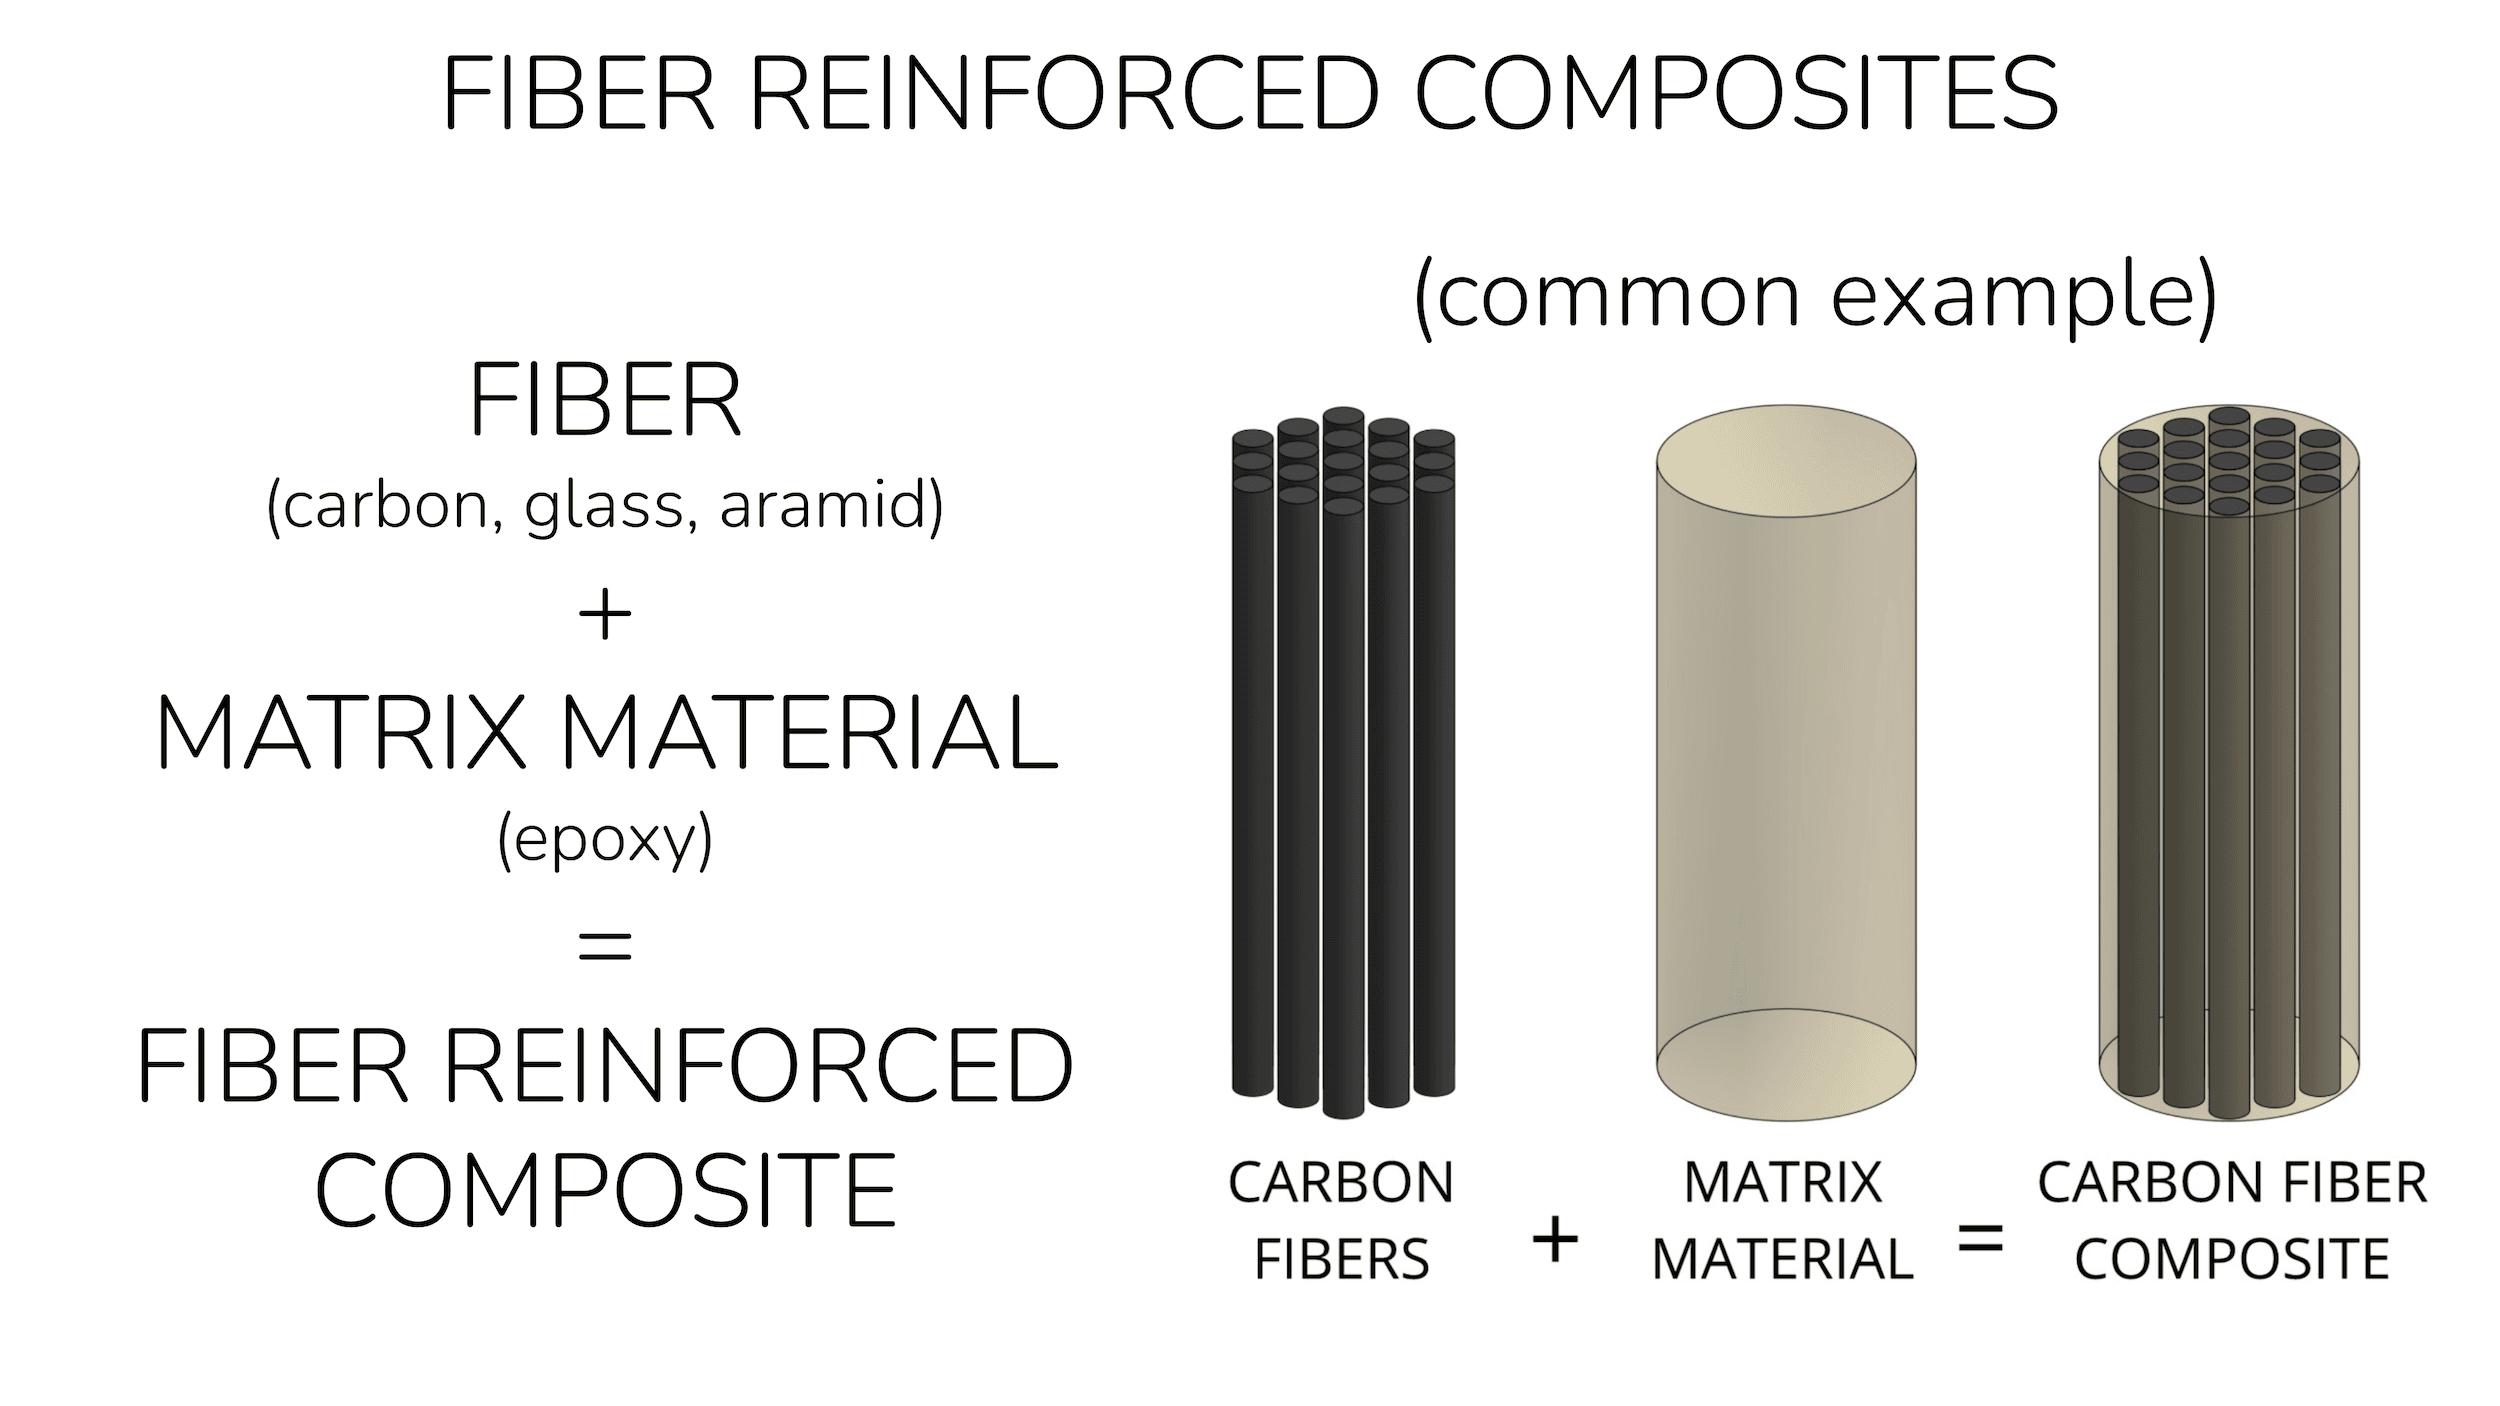 FIBER REINFORCED COMPOSITES
FIBER
(carbon, glass, aramid)
+
MATRIX MATERIAL
(epoxy)
=
FIBER REINFORCED
COMPOSITE
(common example)
CARBON
FIBERS
+
MATRIX
MATERIAL
=
CARBON FIBER
COMPOSITE